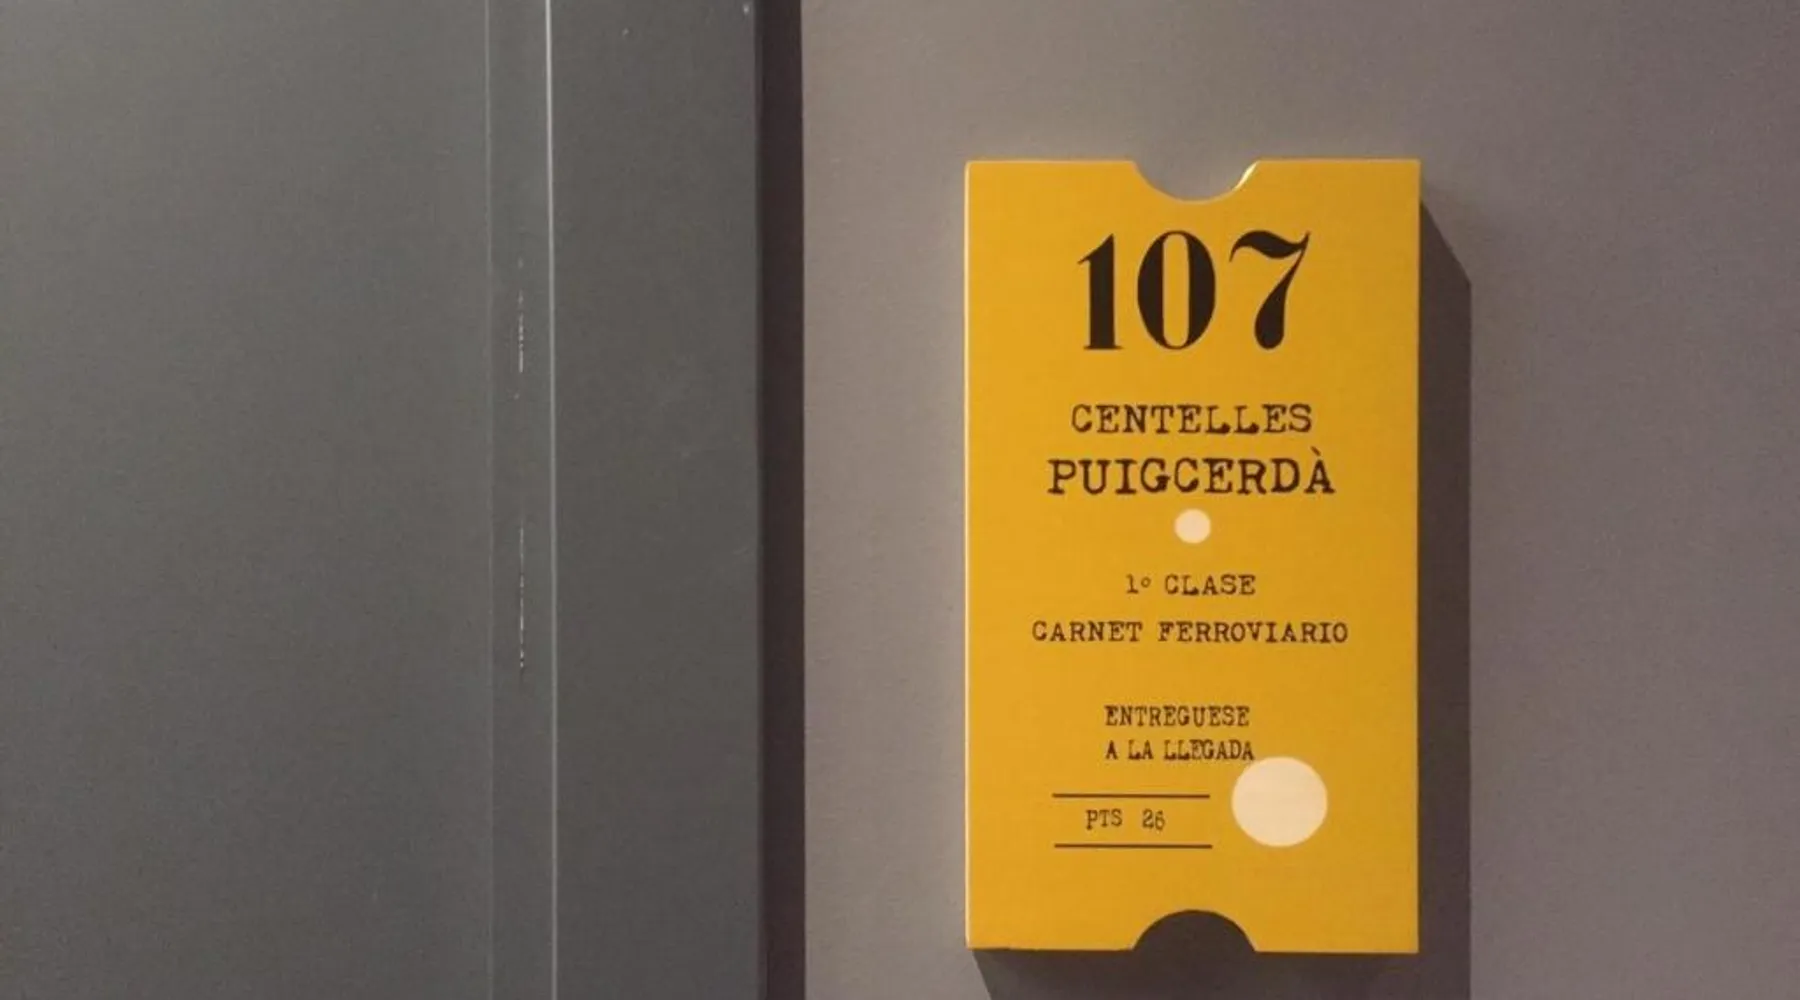 107
CENTELLES
PUIGCERDÀ
1º CLASE
CARNET FERROVIARIO
ENTREGUESE
A LA LLEGADA
PTS 26